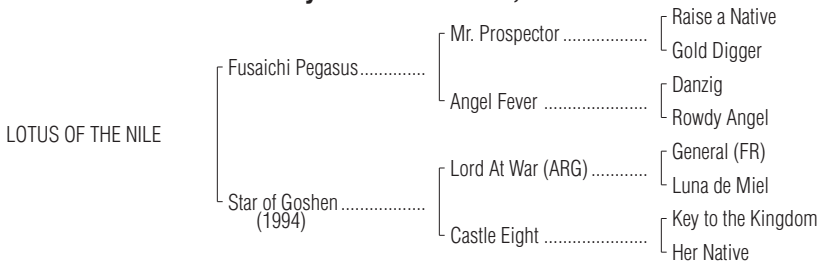 Raise a Native
Mr. Prospector ....................
Gold Digger
Fusaichi Pegasus..............
Danzig
Angel Fever ......................
Rowdy Angel
LOTUS OF THE NILE
General (FR)
Lord At War (ARG) ............
Luna de Miel
Star of Goshen ..................
(1994)
Key to the Kingdom
Castle Eight ......................
Her Native